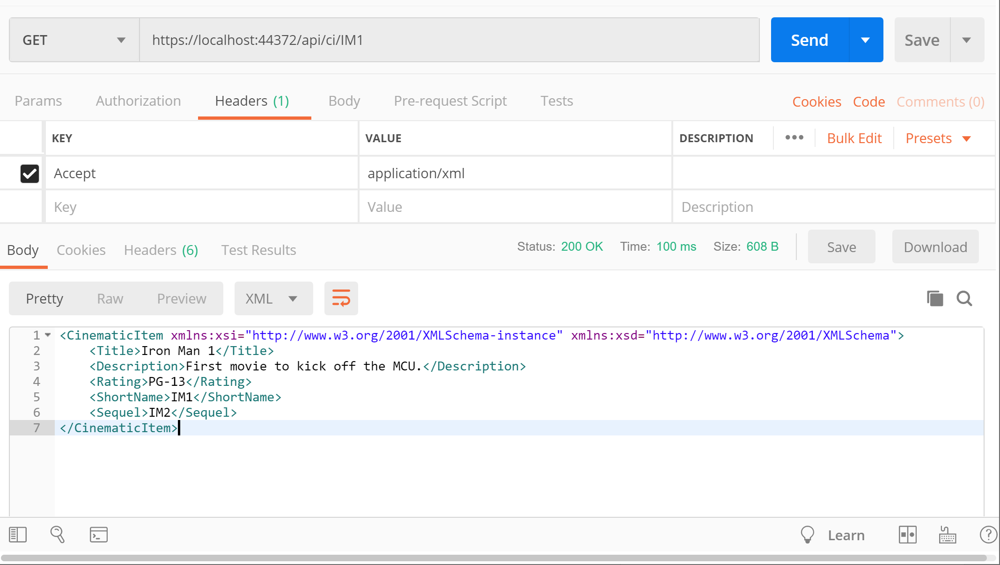 GET https://localhost:44372/api/ci/IM1 Send Save
Params Authorization Headers (1) Body Pre-request Script Tests Cookies Code Comments (0)
KEY VALUE DESCRIPTION ••• Bulk Edit Presets
Accept application/xml
Key Value Description
Body Cookies Headers (6) Test Results Status: 200 OK Time: 100 ms Size: 608 B Save Download
Pretty Raw Preview XML
1 <CinematicItem xmlns:xsi="http://www.w3.org/2001/XMLSchema-instance" xmlns:xsd="http://www.w3.org/2001/XMLSchema">
2 <Title>Iron Man 1</Title>
3 <Description>First movie to kick off the MCU.</Description>
4 <Rating>PG-13</Rating>
5 <ShortName>IM1</ShortName>
6 <Sequel>IM2</Sequel>
7 </CinematicItem>
Learn ?